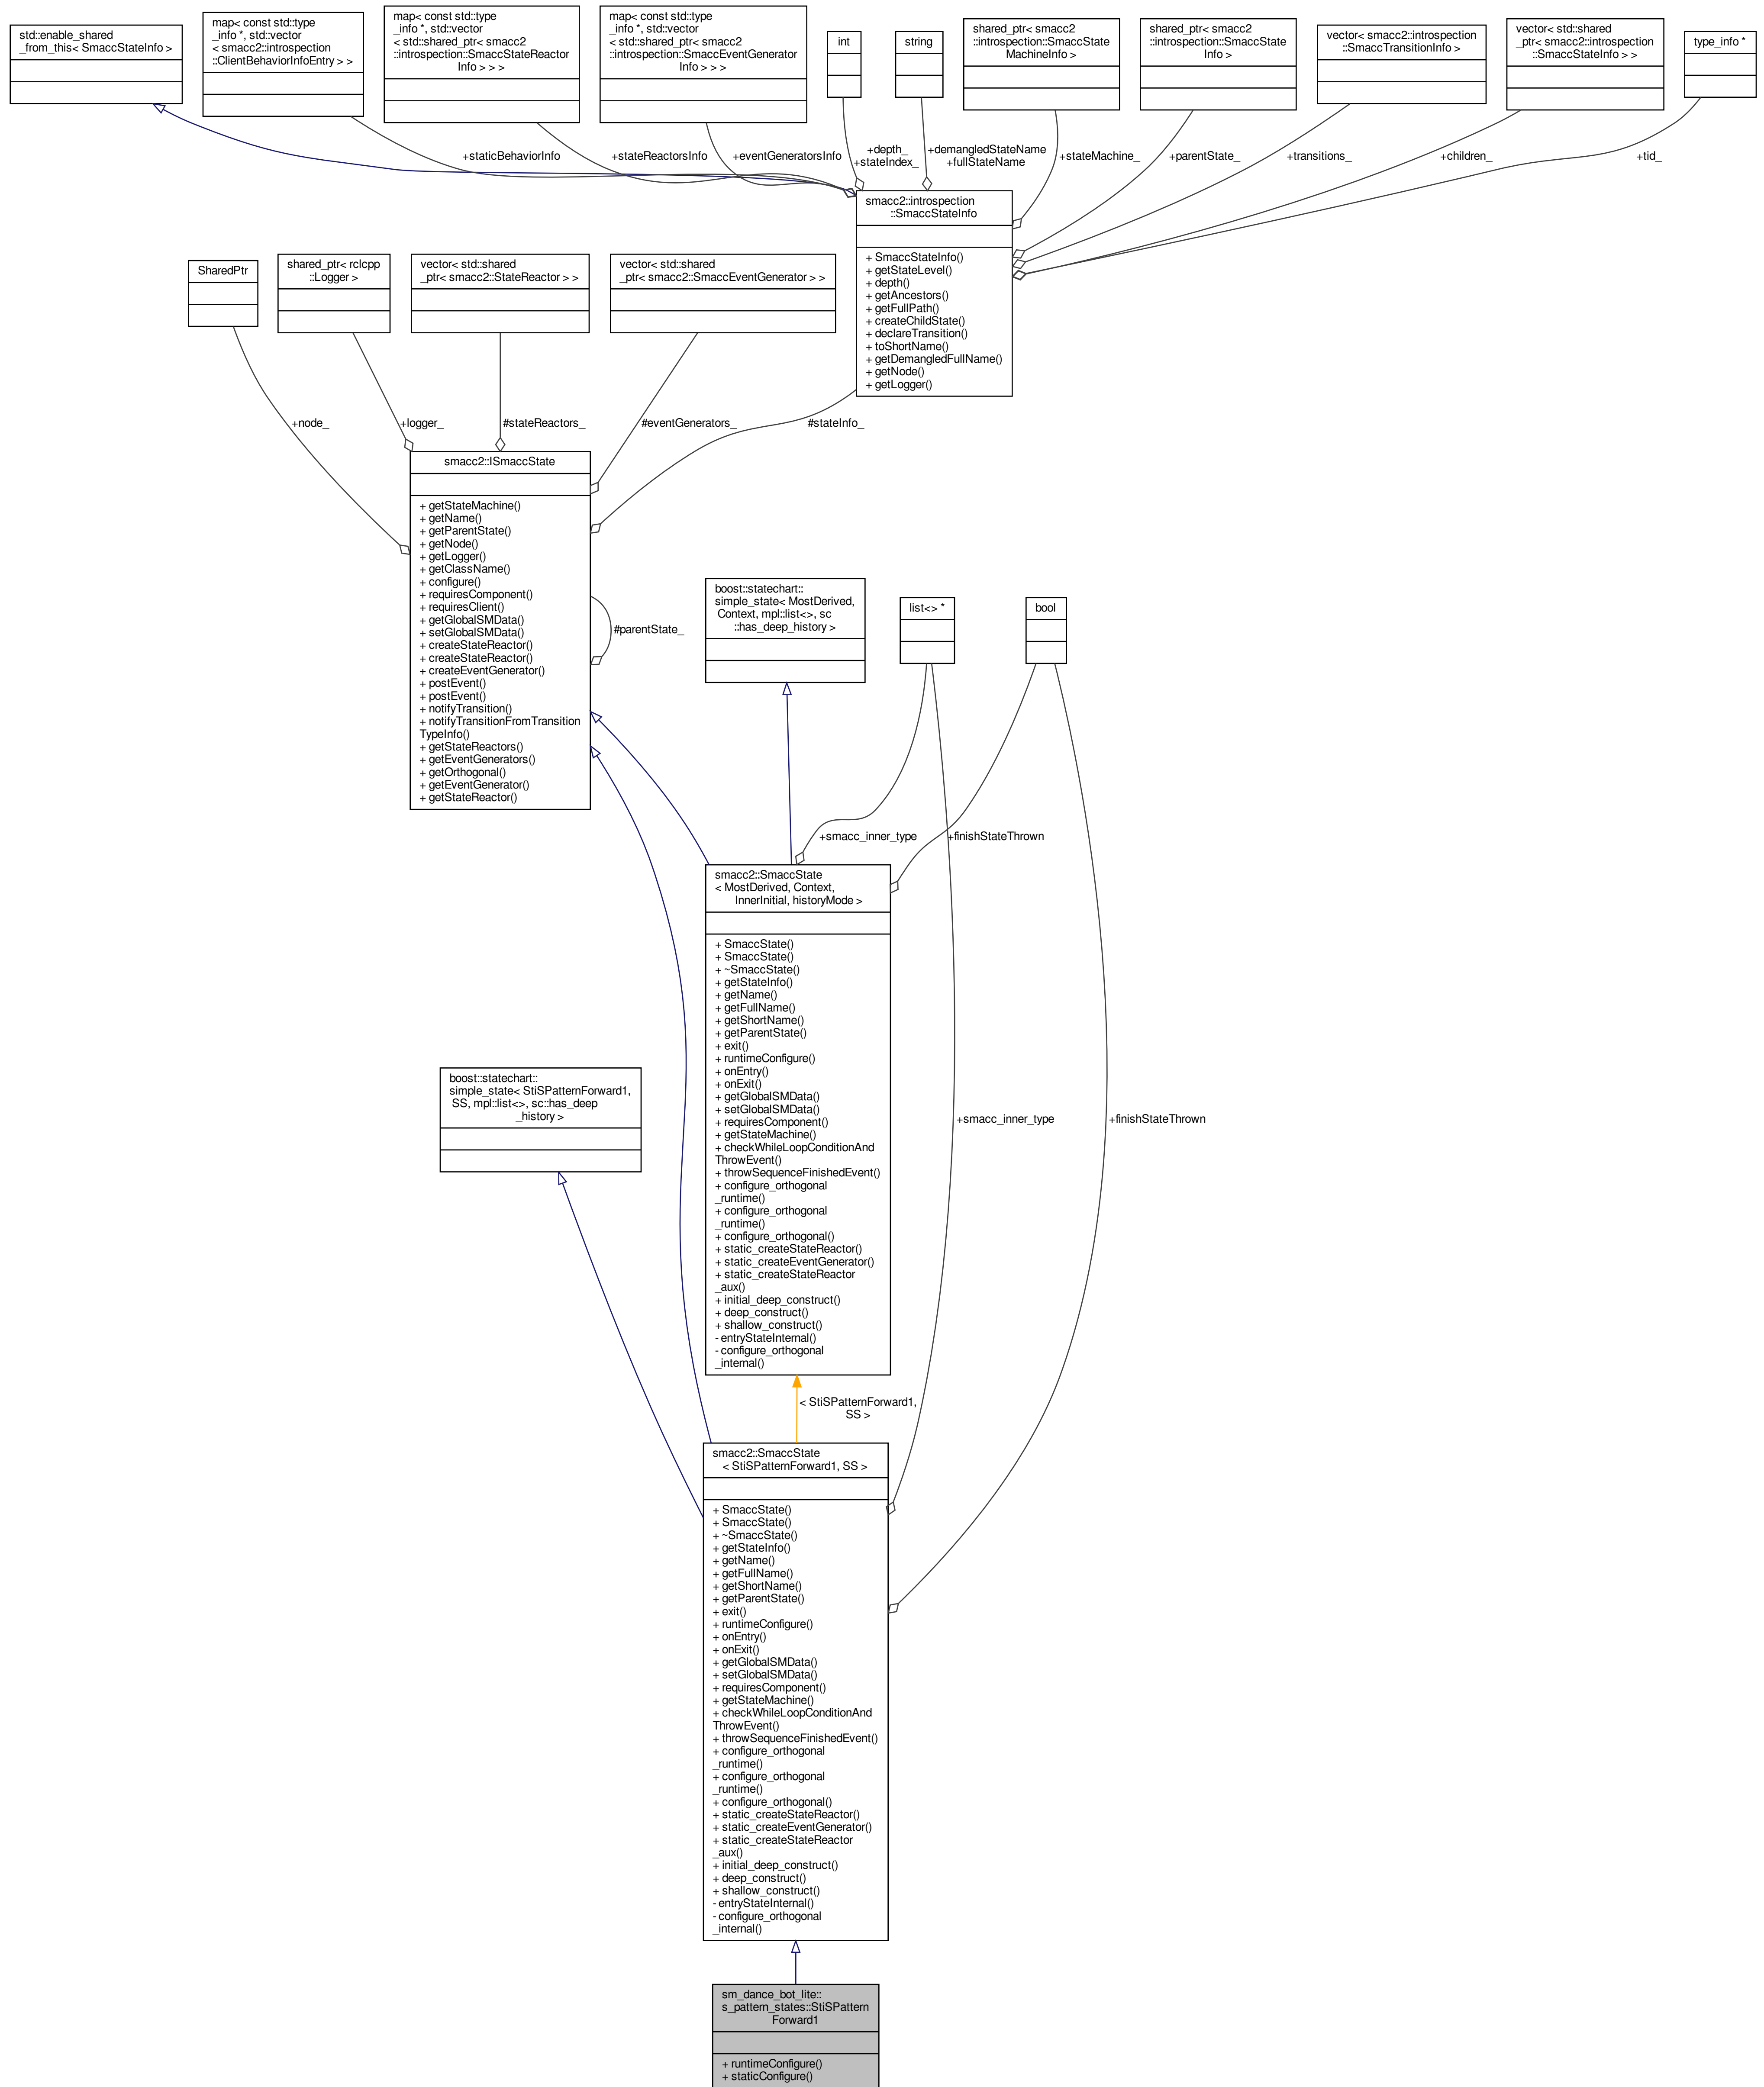 std::enable_shared
_from_this< SmaccStateInfo >
map< const std::type
_info *, std::vector
< smacc2::introspection
::ClientBehaviorInfoEntry > >
map< const std::type
_info *, std::vector
< std::shared_ptr< smacc2
::introspection::SmaccStateReactor
Info > > >
map< const std::type
_info *, std::vector
< std::shared_ptr< smacc2
::introspection::SmaccEventGenerator
Info > > >
int
string
shared_ptr< smacc2
::introspection::SmaccState
MachineInfo >
shared_ptr< smacc2
::introspection::SmaccState
Info >
vector< smacc2::introspection
::SmaccTransitionInfo >
vector< std::shared
_ptr< smacc2::introspection
::SmaccStateInfo > >
type_info *
+staticBehaviorInfo
+stateReactorsInfo
+eventGeneratorsInfo
+depth_
+stateIndex_
+demangledStateName
+fullStateName
+stateMachine_
+parentState_
+transitions_
+children_
+tid_
smacc2::introspection
::SmaccStateInfo
+ SmaccStateInfo()
+ getStateLevel()
+ depth()
+ getAncestors()
+ getFullPath()
+ createChildState()
+ declareTransition()
+ toShortName()
+ getDemangledFullName()
+ getNode()
+ getLogger()
SharedPtr
shared_ptr< rclcpp
::Logger >
vector< std::shared
_ptr< smacc2::StateReactor > >
vector< std::shared
_ptr< smacc2::SmaccEventGenerator > >
+node_
+logger_
#stateReactors_
#eventGenerators_
#stateInfo_
smacc2::ISmaccState
+ getStateMachine()
+ getName()
+ getParentState()
+ getNode()
+ getLogger()
+ getClassName()
+ configure()
+ requiresComponent()
+ requiresClient()
+ getGlobalSMData()
+ setGlobalSMData()
+ createStateReactor()
+ createStateReactor()
+ createEventGenerator()
+ postEvent()
+ postEvent()
+ notifyTransition()
+ notifyTransitionFromTransition
TypeInfo()
+ getStateReactors()
+ getEventGenerators()
+ getOrthogonal()
+ getEventGenerator()
+ getStateReactor()
#parentState_
boost::statechart::
simple_state< MostDerived,
Context, mpl::list<>, sc
::has_deep_history >
list<> *
bool
+smacc_inner_type
+finishStateThrown
smacc2::SmaccState
< MostDerived, Context,
InnerInitial, historyMode >
+ SmaccState()
+ SmaccState()
+ ~SmaccState()
+ getStateInfo()
+ getName()
+ getFullName()
+ getShortName()
+ getParentState()
+ exit()
+ runtimeConfigure()
+ onEntry()
+ onExit()
+ getGlobalSMData()
+ setGlobalSMData()
+ requiresComponent()
+ getStateMachine()
+ checkWhileLoopConditionAnd
ThrowEvent()
+ throwSequenceFinishedEvent()
+ configure_orthogonal
_runtime()
+ configure_orthogonal
_runtime()
+ configure_orthogonal()
+ static_createStateReactor()
+ static_createEventGenerator()
+ static_createStateReactor
_aux()
+ initial_deep_construct()
+ deep_construct()
+ shallow_construct()
- entryStateInternal()
- configure_orthogonal
_internal()
boost::statechart::
simple_state< StiSPatternForward1,
SS, mpl::list<>, sc::has_deep
_history >
+smacc_inner_type
+finishStateThrown
< StiSPatternForward1,
SS >
smacc2::SmaccState
< StiSPatternForward1, SS >
+ SmaccState()
+ SmaccState()
+ ~SmaccState()
+ getStateInfo()
+ getName()
+ getFullName()
+ getShortName()
+ getParentState()
+ exit()
+ runtimeConfigure()
+ onEntry()
+ onExit()
+ getGlobalSMData()
+ setGlobalSMData()
+ requiresComponent()
+ getStateMachine()
+ checkWhileLoopConditionAnd
ThrowEvent()
+ throwSequenceFinishedEvent()
+ configure_orthogonal
_runtime()
+ configure_orthogonal
_runtime()
+ configure_orthogonal()
+ static_createStateReactor()
+ static_createEventGenerator()
+ static_createStateReactor
_aux()
+ initial_deep_construct()
+ deep_construct()
+ shallow_construct()
- entryStateInternal()
- configure_orthogonal
_internal()
sm_dance_bot_lite::
s_pattern_states::StiSPattern
Forward1
+ runtimeConfigure()
+ staticConfigure()